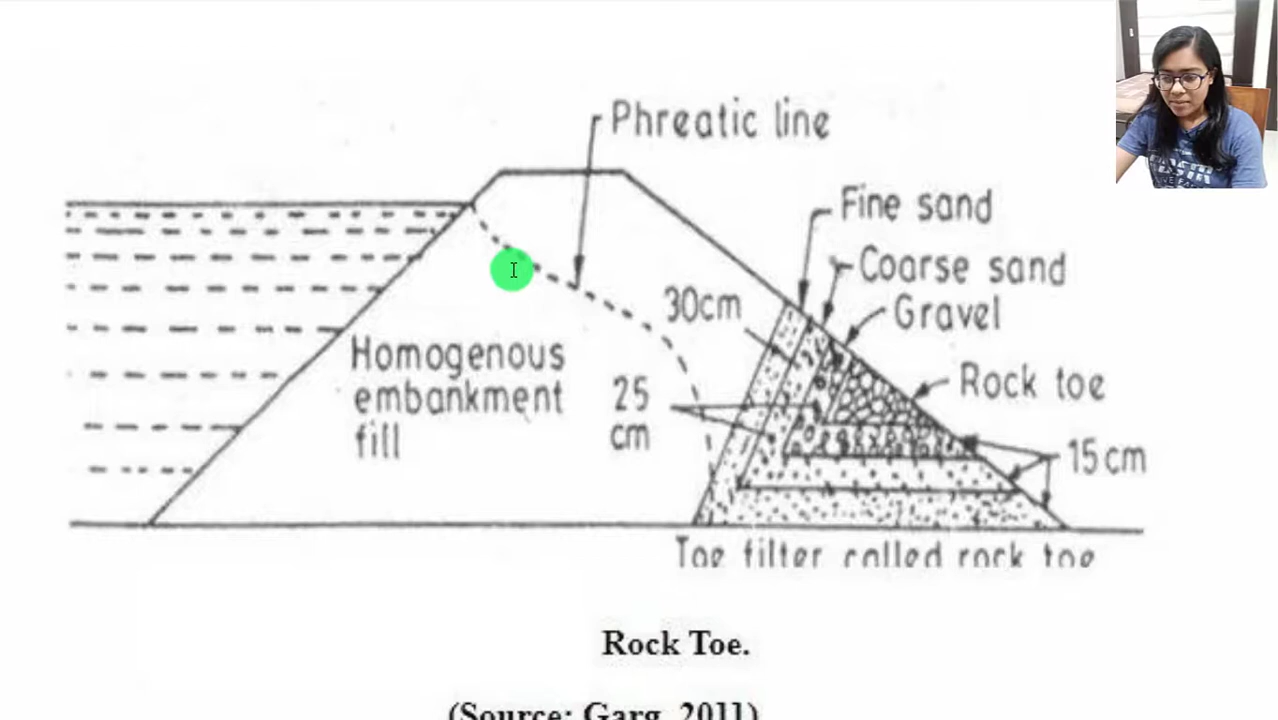 Phreatic line
Fine sand
Coarse sand
Gravel
30cm
Rock toe
Homogenous
embankment
fill
25
cm
15cm
Toe filter called rock toe
Rock Toe.
(Source: Garg, 2011)